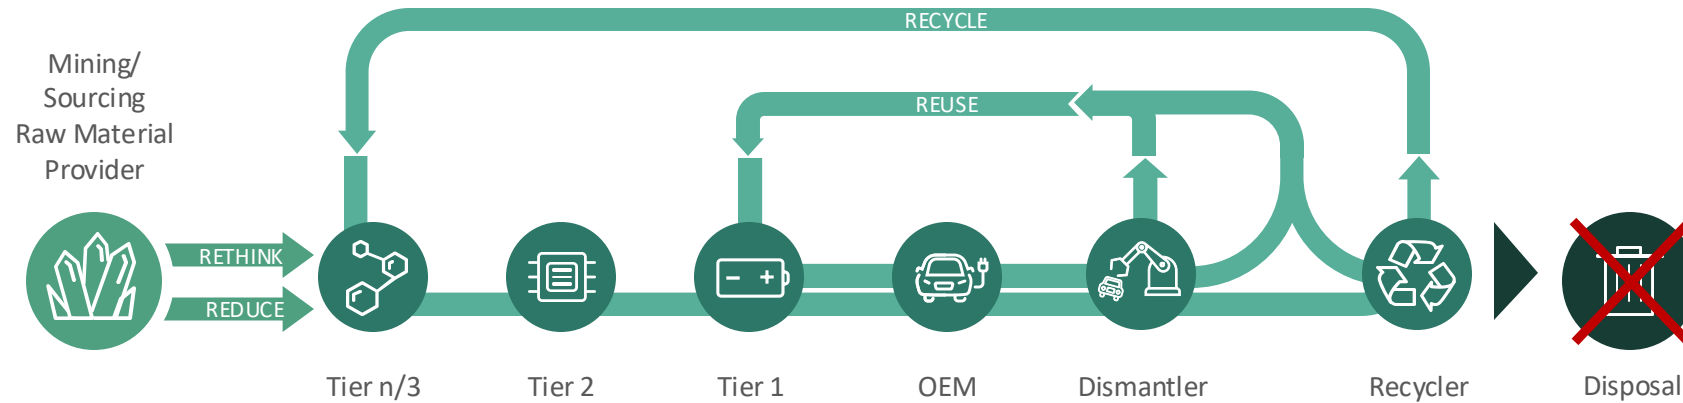 RECYCLE
Mining/
Sourcing
Raw Material
Provider
REUSE
RETHINK
REDUCE
Tier n/3
Tier 2
Tier 1
OEM
Dismantler
Recycler
Disposal